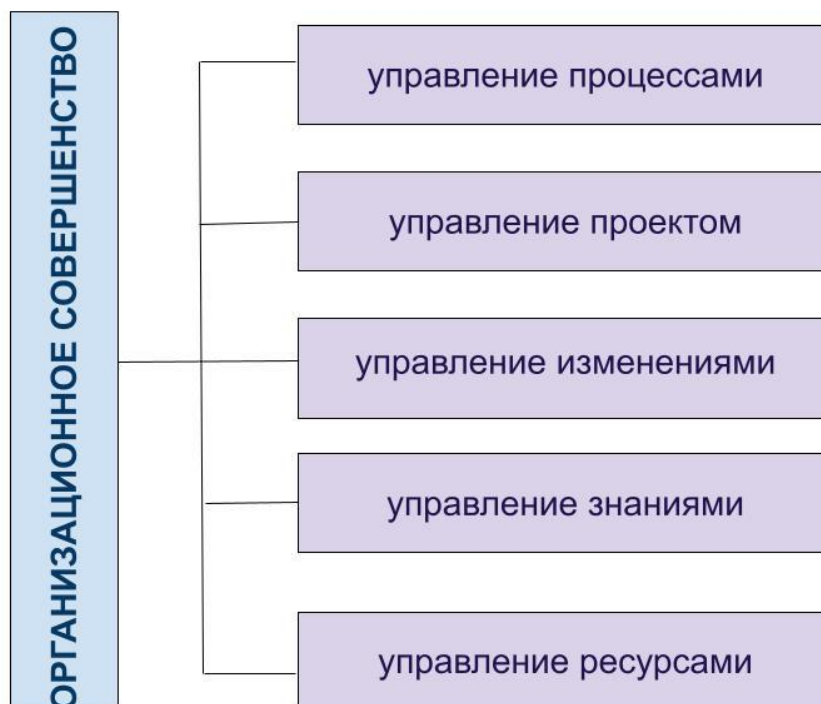 ОРГАНИЗАЦИОННОЕ СОВЕРШЕНСТВО
управление процессами
управление проектом
управление изменениями
управление знаниями
управление ресурсами